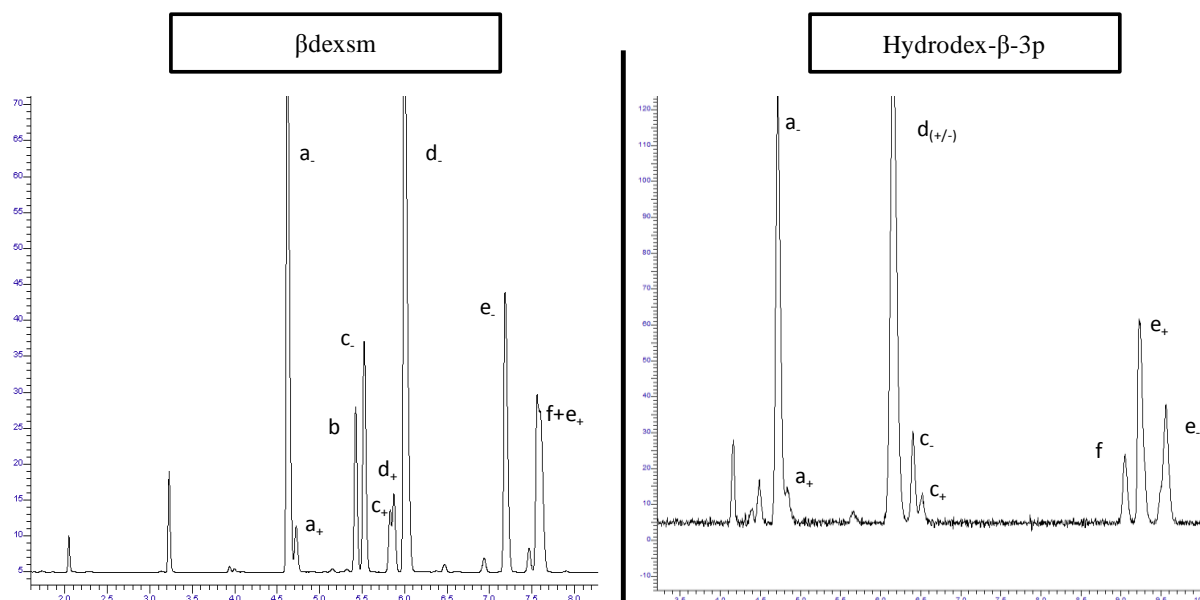 βdexsm
Hydrodex-β-3p
70
65
60
55
50
45
40
35
30
25
20
15
10
5
2.0
2.5
3.0
3.5
4.0
4.5
5.0
5.5
6.0
6.5
7.0
7.5
8.0
a-
a+
b
c-
c+
d+
d-
e-
f+e+
120
110
100
90
80
70
60
50
40
30
20
10
0
-10
a-
a+
d(+/-)
c-
c+
f
e+
e-